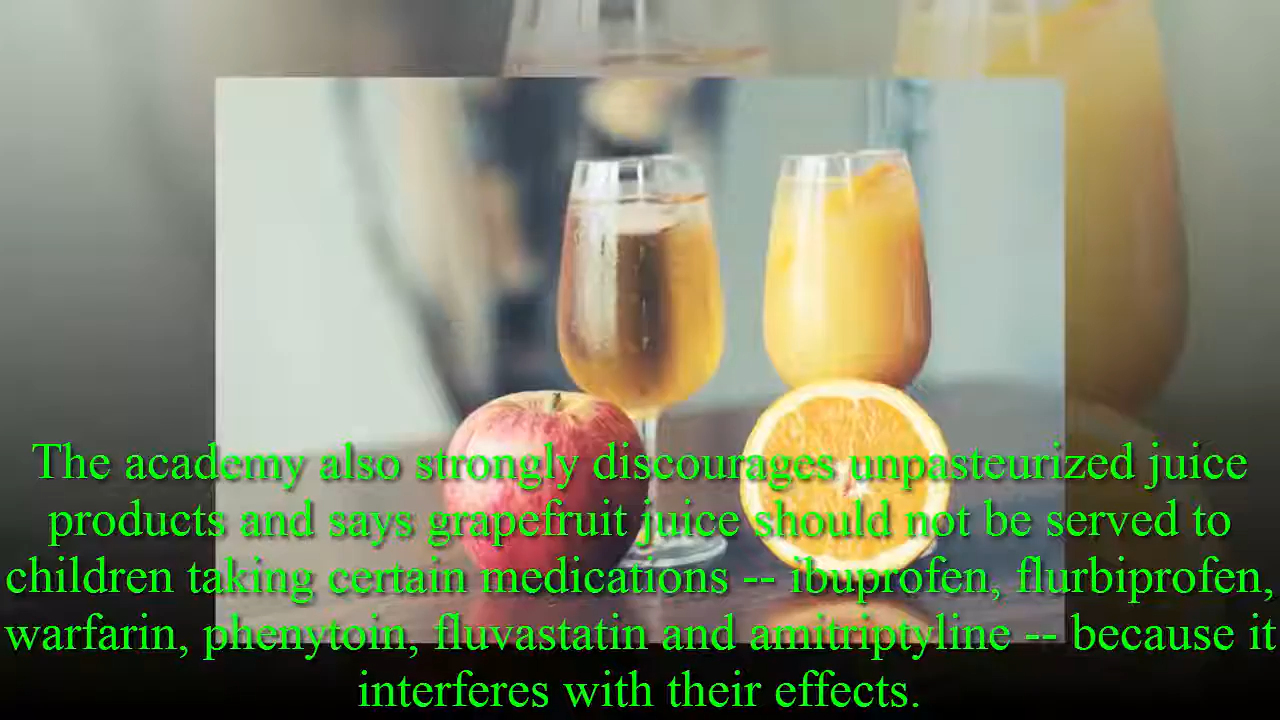 The academy also strongly discourages unpasteurized juice
products and says grapefruit juice should not be served to
children taking certain medications -- ibuprofen, flurbiprofen,
warfarin, phenytoin, fluvastatin and amitriptyline -- because it
interferes with their effects.